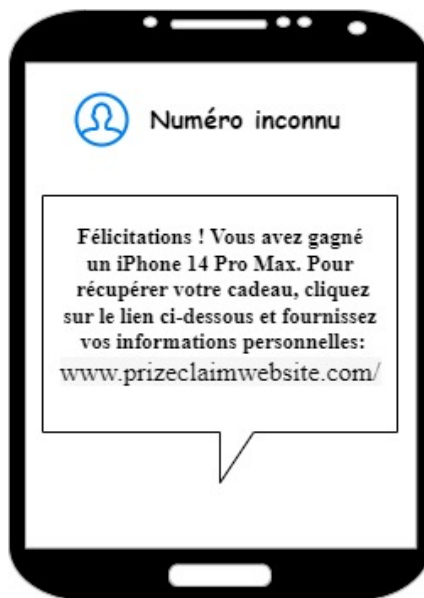 Numéro inconnu
Félicitations ! Vous avez gagné
un iPhone 14 Pro Max. Pour
récupérer votre cadeau, cliquez
sur le lien ci-dessous et fournissez
vos informations personnelles:
www.prizeclaimwebsite.com/